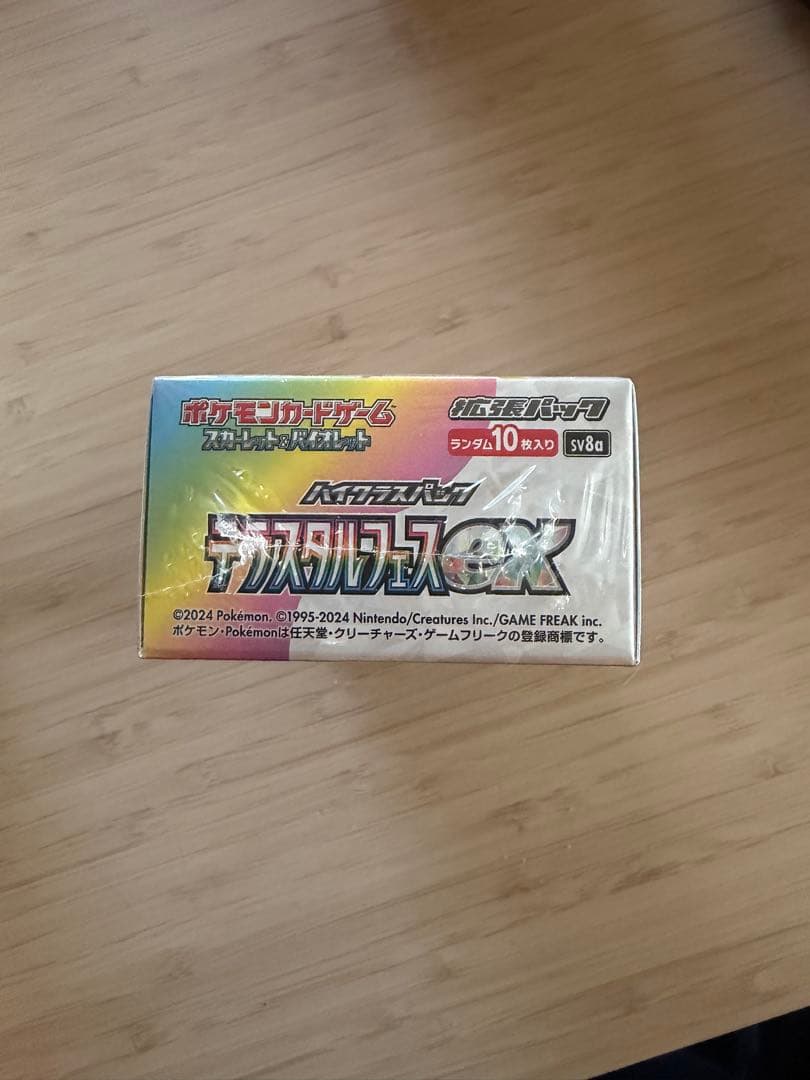 ポケモンカードゲーム
スカーレット&バイオレット
拡張パック
ランダム10枚入り
sv8a
ハイクラスパック
テラスタルフェスex
©2024 Pokémon. ©1995-2024 Nintendo/Creatures Inc./GAME FREAK inc.
ポケモン・Pokémonは任天堂・クリーチャーズ・ゲームフリークの登録商標です。